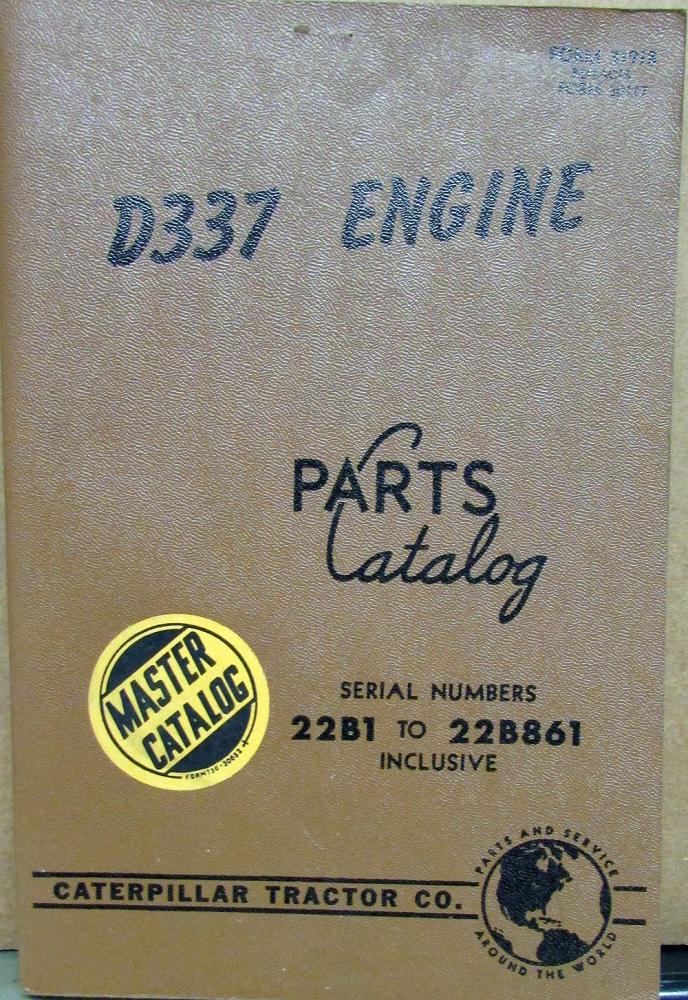 FORM
FORM
D337 ENGINE
PARTS
Catalog
MASTER
CATALOG
SERIAL NUMBERS
22B1 TO 22B861
INCLUSIVE
PARTS AND SERVICE
CATERPILLAR TRACTOR CO.
AROUND THE WORLD